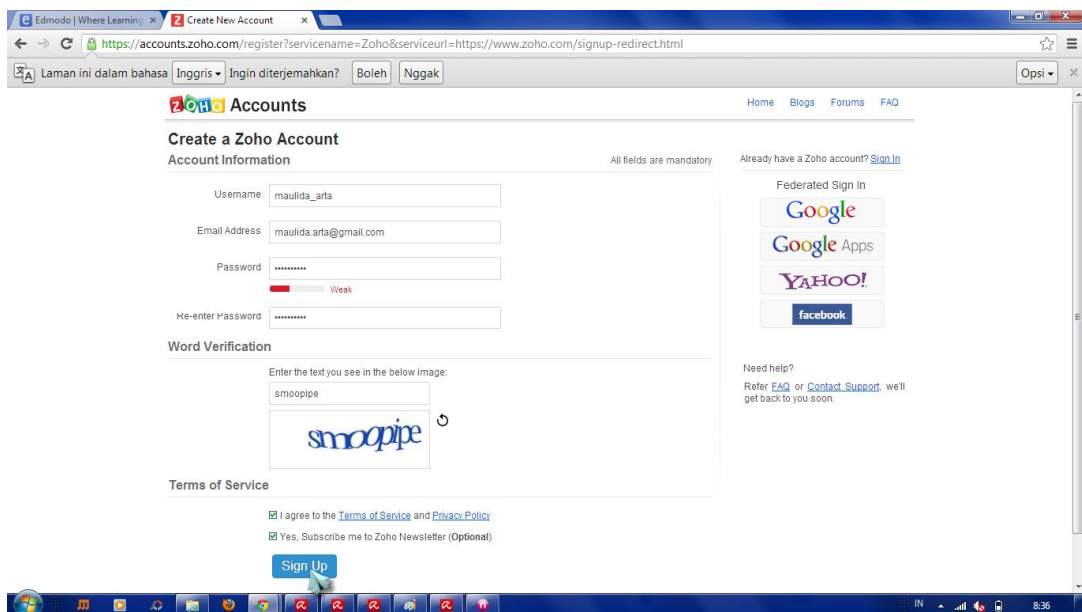 Edmodo | Where Learning
Create New Account
https://accounts.zoho.com/register?servicename=Zoho&serviceurl=https://www.zoho.com/signup-redirect.html
Laman ini dalam bahasa Inggris Ingin diterjemahkan? Boleh Nggak Opsi
ZOHO Accounts
Home Blogs Forums FAQ
Create a Zoho Account
Account Information All fields are mandatory
Already have a Zoho account? Sign In
Username maulida_arta
Email Address maulida.arta@gmail.com
Password ••••••••••
Weak
Re-enter Password ••••••••••
Federated Sign In
Google
Google Apps
YAHOO!
facebook
Word Verification
Enter the text you see in the below image:
smoopipe
smoopipe
Need help?
Refer FAQ or Contact Support, we'll
get back to you soon.
Terms of Service
I agree to the Terms of Service and Privacy Policy
Yes, Subscribe me to Zoho Newsletter (Optional)
Sign Up
IN 8:36